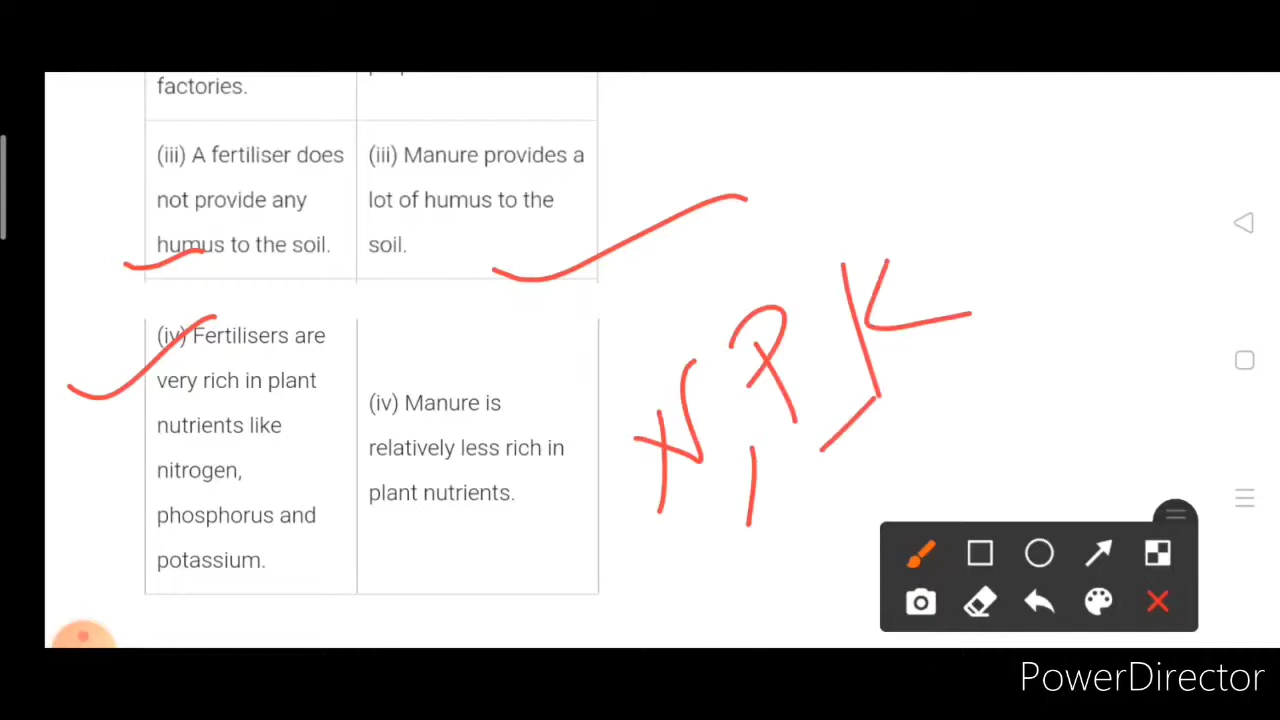 factories.
(iii) A fertiliser does
not provide any
humus to the soil.
(iii) Manure provides a
lot of humus to the
soil.
(iv) Fertilisers are
very rich in plant
nutrients like
nitrogen,
phosphorus and
potassium.
(iv) Manure is
relatively less rich in
plant nutrients.
N, P, K
PowerDirector